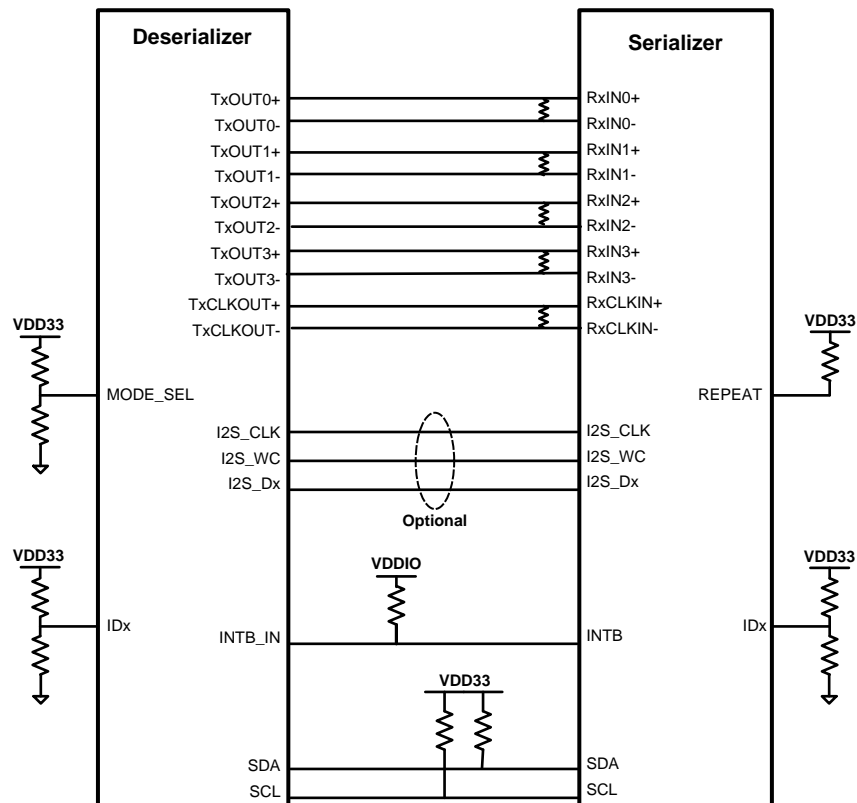 Deserializer
Serializer
TxOUT0+
RxIN0+
TxOUT0-
RxIN0-
TxOUT1+
RxIN1+
TxOUT1-
RxIN1-
TxOUT2+
RxIN2+
TxOUT2-
RxIN2-
TxOUT3+
RxIN3+
TxOUT3-
RxIN3-
TxCLKOUT+
RxCLKIN+
VDD33
TxCLKOUT-
RxCLKIN-
VDD33
MODE_SEL
REPEAT
I2S_CLK
I2S_CLK
I2S_WC
I2S_WC
I2S_Dx
I2S_Dx
Optional
VDD33
VDDIO
VDD33
IDx
IDx
INTB_IN
INTB
VDD33
SDA
SDA
SCL
SCL